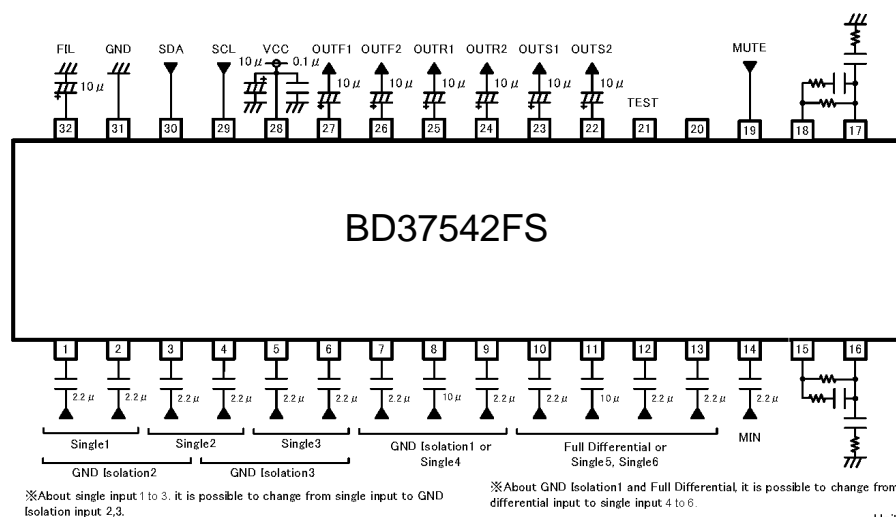 FIL GND SDA SCL VCC OUTF1 OUTF2 OUTR1 OUTR2 OUTS1 OUTS2 MUTE
10μ 10μ 0.1μ 10μ 10μ 10μ 10μ 10μ 10μ
TEST
32 31 30 29 28 27 26 25 24 23 22 21 20 19 18 17
BD37542FS
1 2 3 4 5 6 7 8 9 10 11 12 13 14 15 16
2.2μ 2.2μ 2.2μ 2.2μ 2.2μ 2.2μ 2.2μ 10μ 2.2μ 2.2μ 10μ 2.2μ 2.2μ 2.2μ
Single1 Single2 Single3 GND Isolation1 or Full Differential or MIN
Single4 Single5, Single6
GND Isolation2 GND Isolation3
※About single input 1 to 3. it is possible to change from single input to GND
Isolation input 2,3.
※About GND Isolation1 and Full Differential, it is possible to change from
differential input to single input 4 to 6.